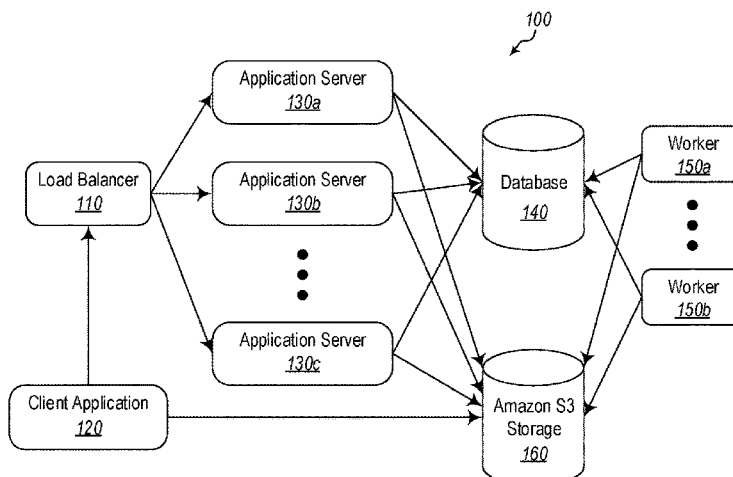 100
Application Server
130a
Load Balancer
110
Application Server
130b
Application Server
130c
Client Application
120
Database
140
Amazon S3
Storage
160
Worker
150a
Worker
150b